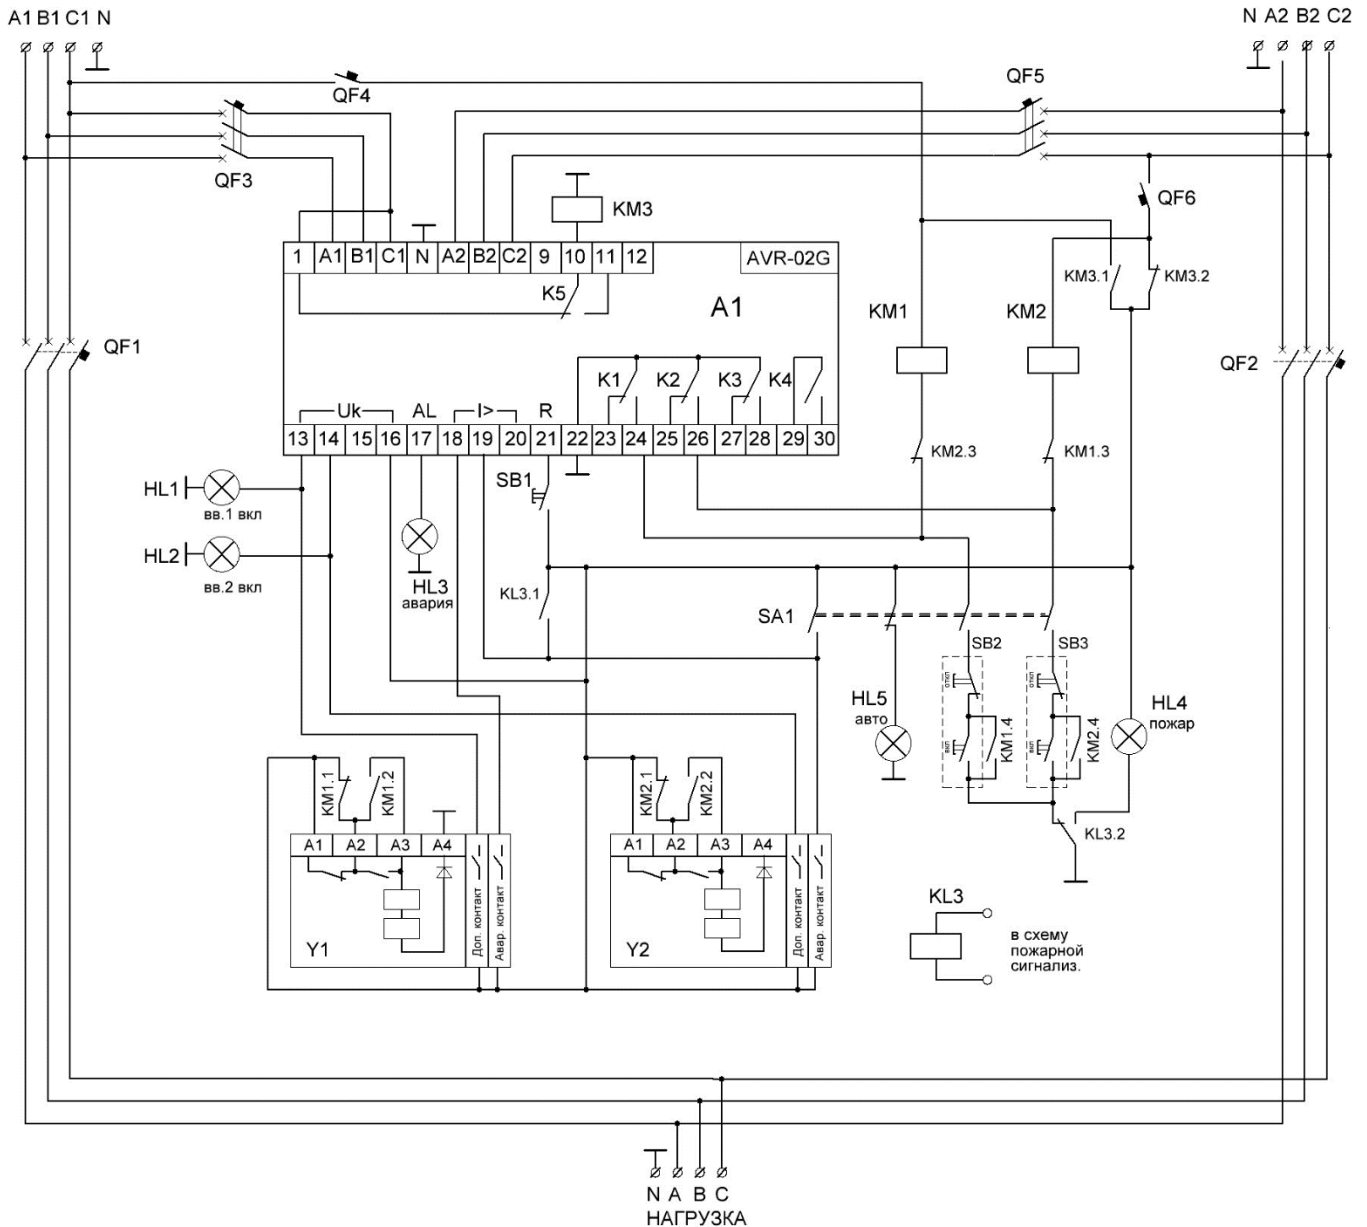 A1 B1 C1 N
N A2 B2 C2
QF4
QF5
QF3
QF6
KM3
1 A1 B1 C1 N A2 B2 C2 9 10 11 12
AVR-02G
K5
A1
KM3.1
KM3.2
KM1
KM2
QF1
QF2
K1
K2
K3
K4
Uk
AL
I>
R
13 14 15 16 17 18 19 20 21 22 23 24 25 26 27 28 29 30
KM2.3
KM1.3
SB1
HL1
вв.1 вкл
HL2
вв.2 вкл
HL3
авария
KL3.1
SA1
SB2
SB3
откл
откл
HL5
авто
HL4
пожар
вкл
KM1.4
вкл
KM2.4
KM1.1
KM1.2
KM2.1
KM2.2
KL3.2
A1 A2 A3 A4
A1 A2 A3 A4
Y1
Доп. контакт
Авар. контакт
Y2
Доп. контакт
Авар. контакт
KL3
в схему
пожарной
сигнализ.
N A B C
НАГРУЗКА